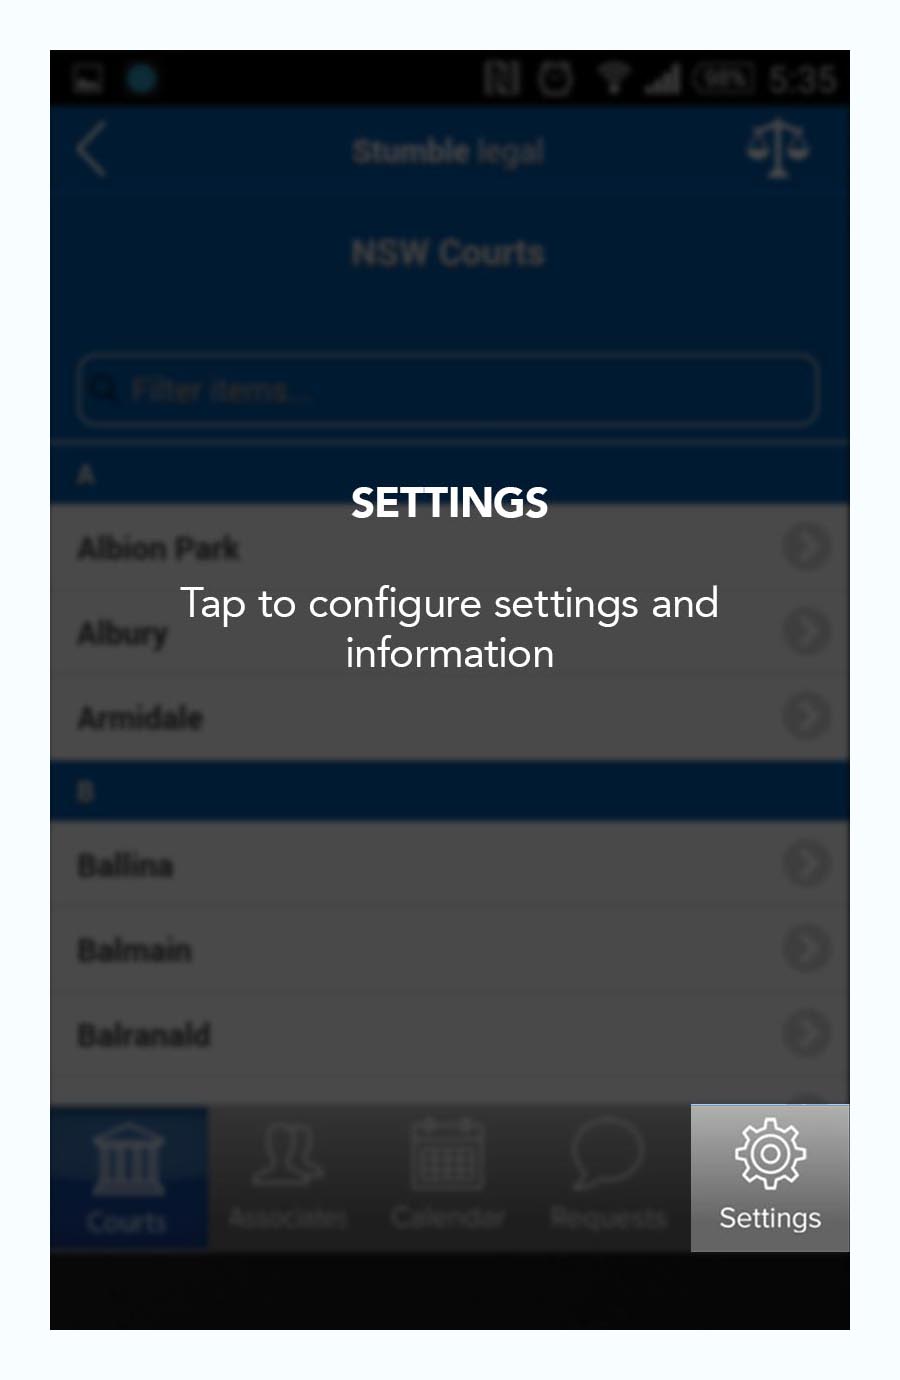 98% 5:35
Stumble legal
NSW Courts
Filter items...
A
SETTINGS
Albion Park
Tap to configure settings and
Albury
information
Armidale
B
Ballina
Balmain
Balranald
Courts Associates Calendar Requests Settings